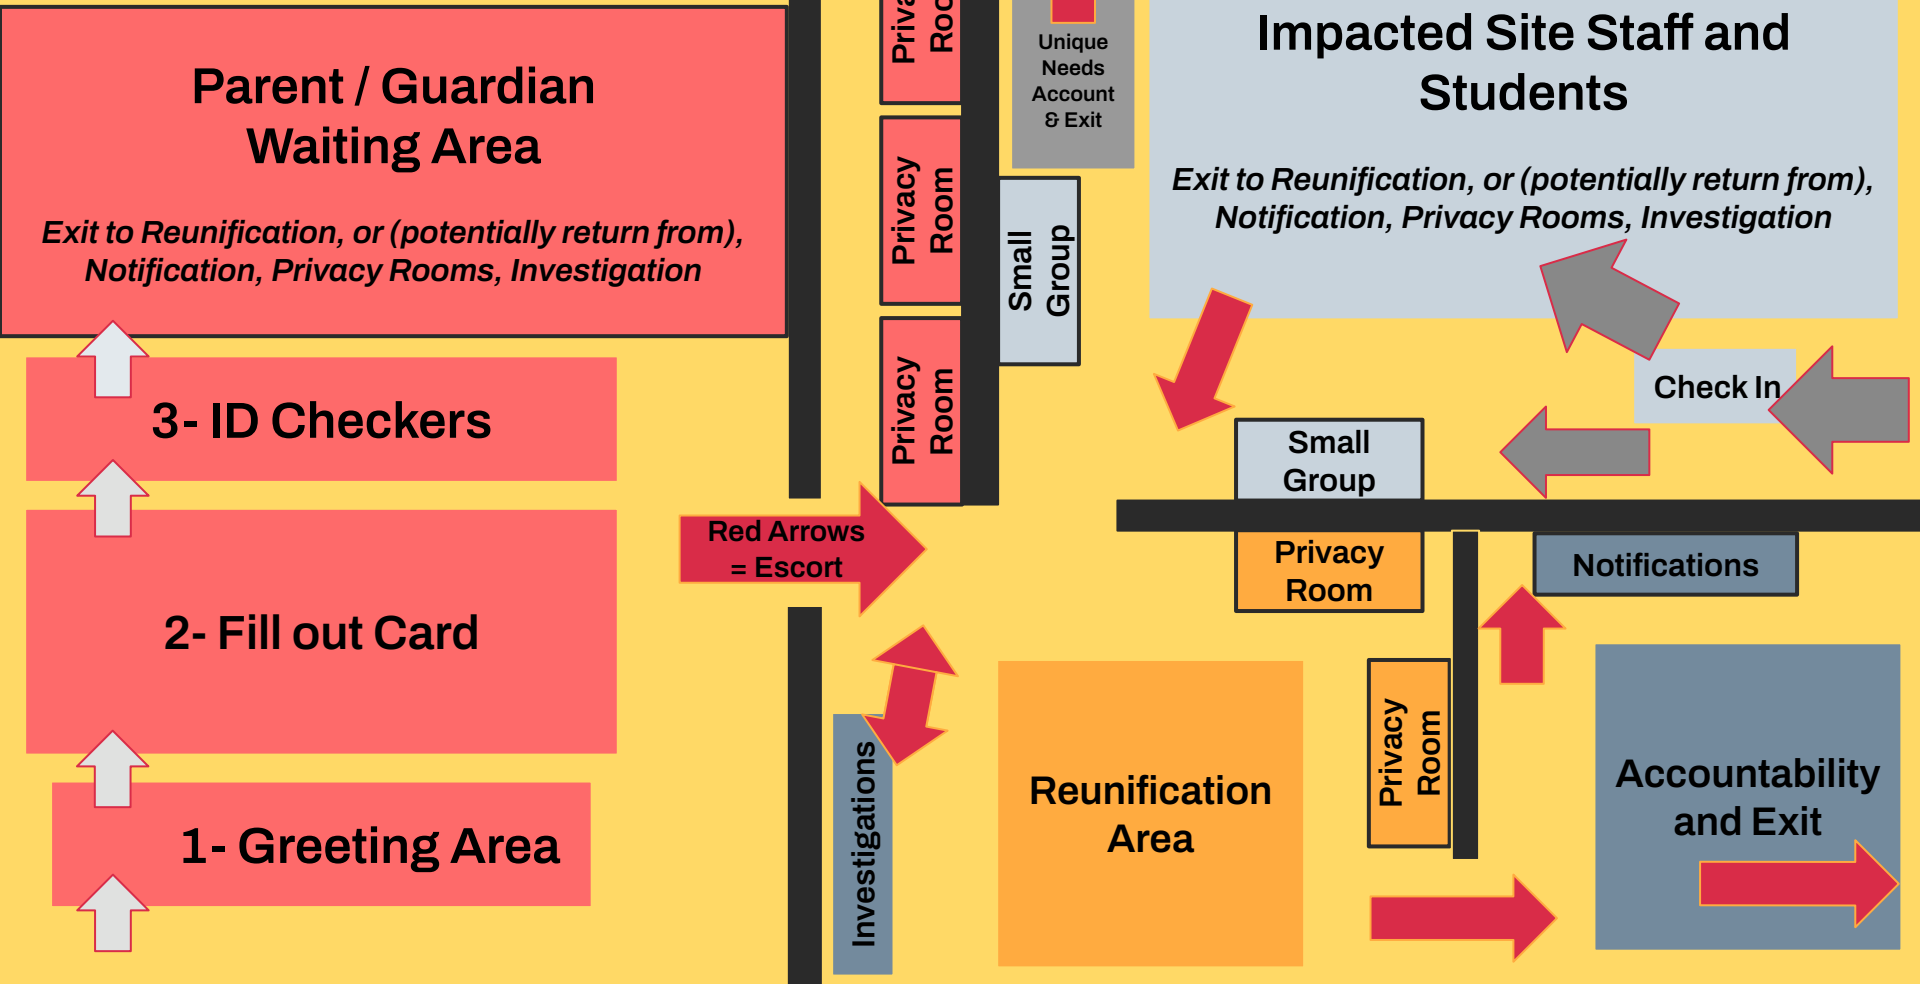 Parent / Guardian
Waiting Area
Exit to Reunification, or (potentially return from),
Notification, Privacy Rooms, Investigation
3- ID Checkers
2- Fill out Card
1- Greeting Area
Red Arrows
= Escort
Privacy
Room
Privacy
Room
Unique
Needs
Account
& Exit
Small
Group
Impacted Site Staff and
Students
Exit to Reunification, or (potentially return from),
Notification, Privacy Rooms, Investigation
Check In
Small
Group
Privacy
Room
Notifications
Investigations
Reunification
Area
Privacy
Room
Accountability
and Exit